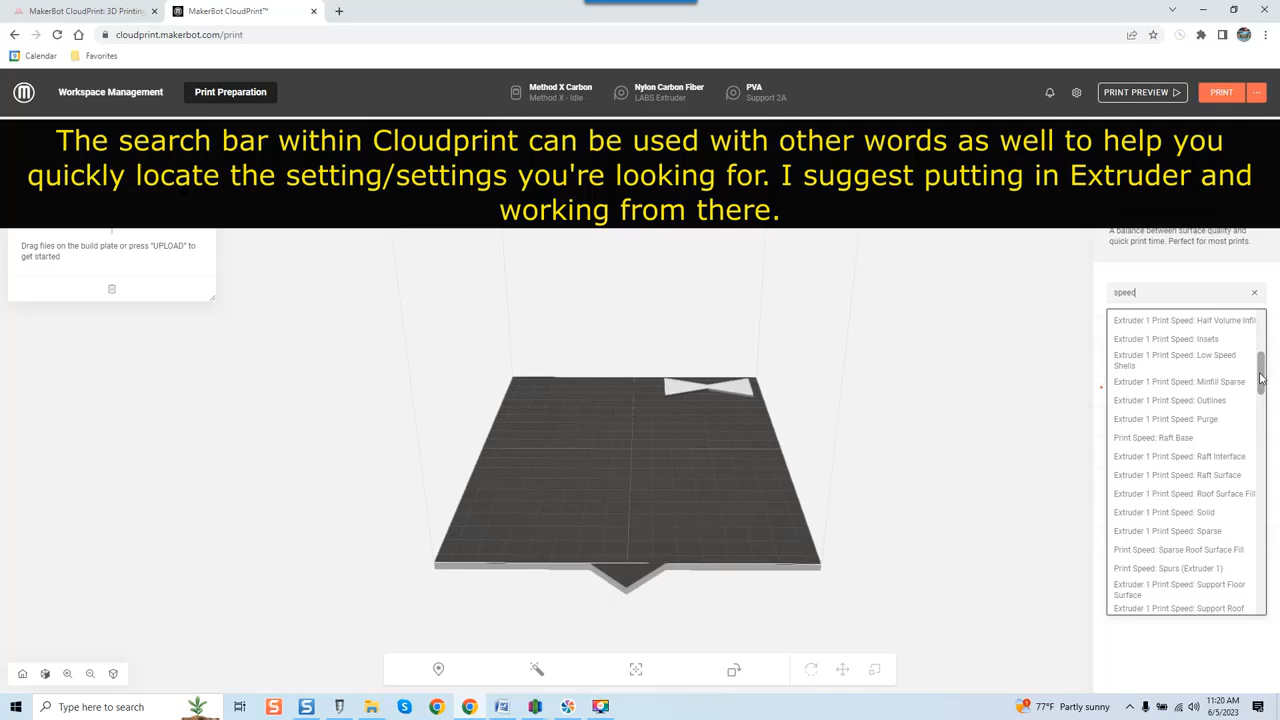 MakerBot CloudPrint: 3D Printing
MakerBot CloudPrint™
cloudprint.makerbot.com/print
Calendar
Favorites
Workspace Management
Print Preparation
Method X Carbon
Method X - Idle
Nylon Carbon Fiber
LABS Extruder
PVA
Support 2A
PRINT PREVIEW
PRINT
The search bar within Cloudprint can be used with other words as well to help you
quickly locate the setting/settings you're looking for. I suggest putting in Extruder and
working from there.
Drag files on the build plate or press "UPLOAD" to
get started
A balance between surface quality and
quick print time. Perfect for most prints.
speed
Extruder 1 Print Speed: Half Volume Infil
Extruder 1 Print Speed: Insets
Extruder 1 Print Speed: Low Speed
Shells
Extruder 1 Print Speed: Minfill Sparse
Extruder 1 Print Speed: Outlines
Extruder 1 Print Speed: Purge
Print Speed: Raft Base
Extruder 1 Print Speed: Raft Interface
Extruder 1 Print Speed: Raft Surface
Extruder 1 Print Speed: Roof Surface Fill
Extruder 1 Print Speed: Solid
Extruder 1 Print Speed: Sparse
Print Speed: Sparse Roof Surface Fill
Print Speed: Spurs (Extruder 1)
Extruder 1 Print Speed: Support Floor
Surface
Extruder 1 Print Speed: Support Roof
Type here to search
77°F Partly sunny
11:20 AM
6/5/2023